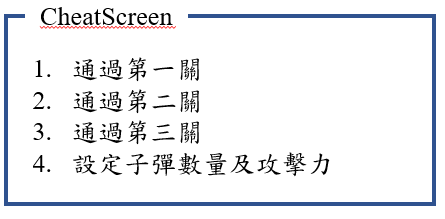 CheatScreen
1. 通過第一關
2. 通過第二關
3. 通過第三關
4. 設定子彈數量及攻擊力